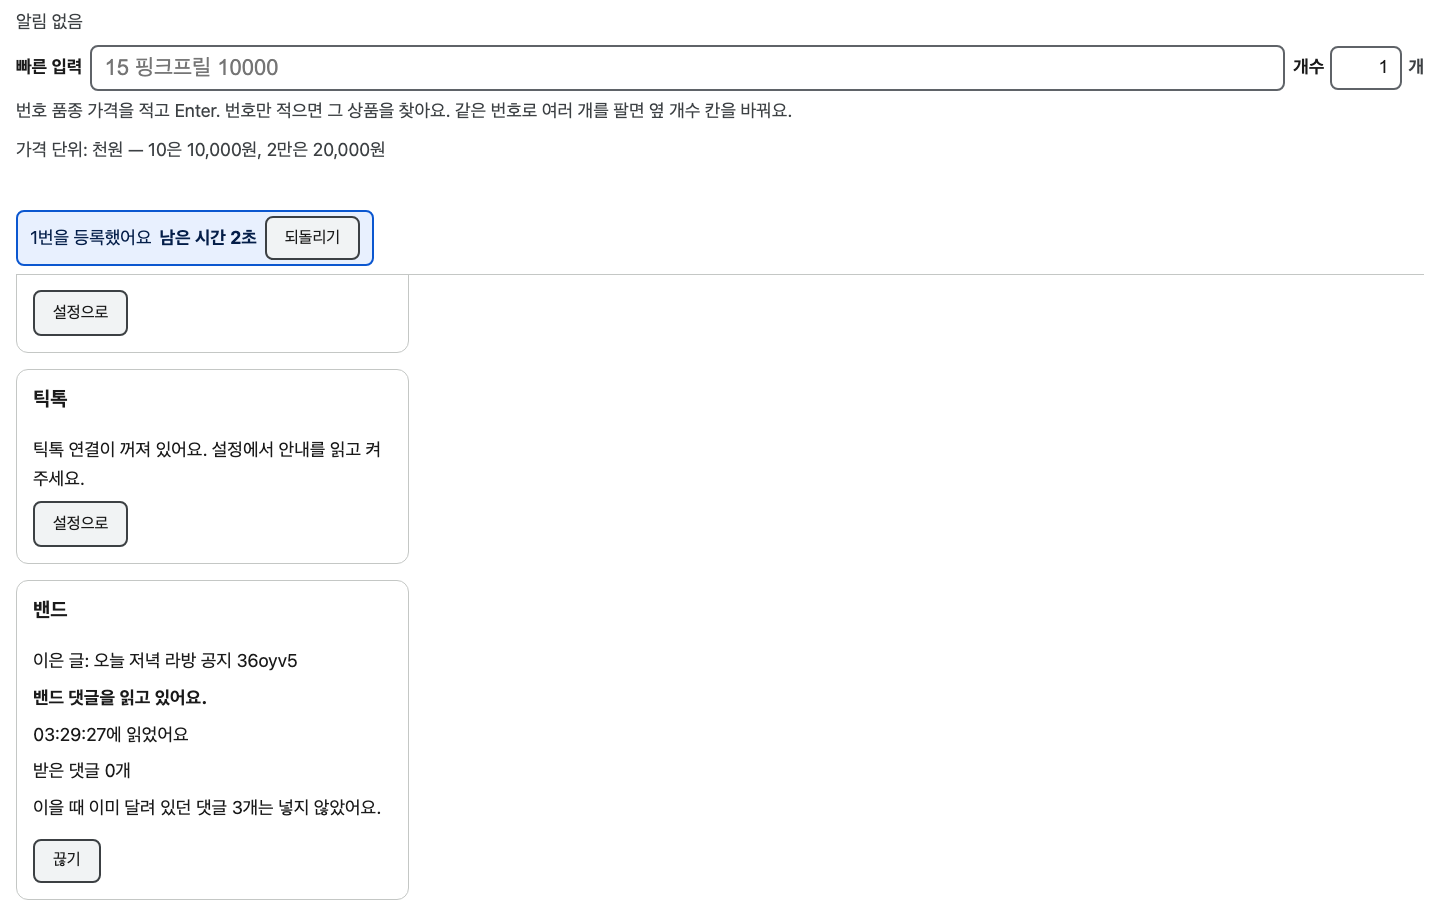 알림 없음
빠른 입력 15 핑크프릴 10000 개수 1 개
번호 품종 가격을 적고 Enter. 번호만 적으면 그 상품을 찾아요. 같은 번호로 여러 개를 팔면 옆 개수 칸을 바꿔요.
가격 단위: 천원 — 10은 10,000원, 2만은 20,000원
1번을 등록했어요 남은 시간 2초 되돌리기
설정으로
틱톡
틱톡 연결이 꺼져 있어요. 설정에서 안내를 읽고 켜
주세요.
설정으로
밴드
이은 글: 오늘 저녁 라방 공지 36oyv5
밴드 댓글을 읽고 있어요.
03:29:27에 읽었어요
받은 댓글 0개
이을 때 이미 달려 있던 댓글 3개는 넣지 않았어요.
끊기